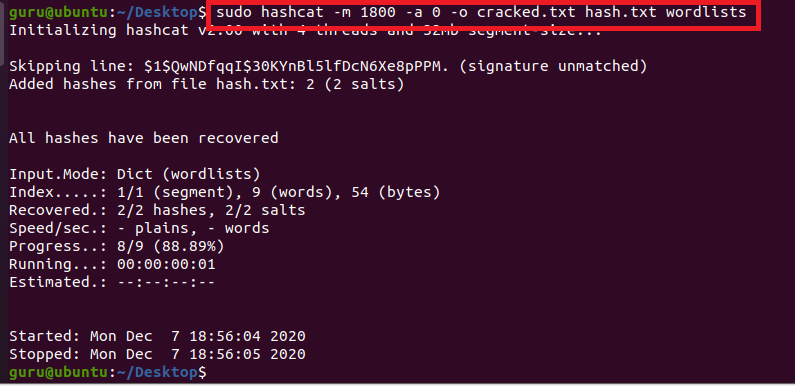 guru@ubuntu:~/Desktop$ sudo hashcat -m 1800 -a 0 -o cracked.txt hash.txt wordlists
Initializing hashcat v2.00 with 4 threads and 32mb segment-size...
Skipping line: $1$QwNDfqqI$30KYnBl5lfDcN6Xe8pPPM. (signature unmatched)
Added hashes from file hash.txt: 2 (2 salts)
All hashes have been recovered
Input.Mode: Dict (wordlists)
Index.....: 1/1 (segment), 9 (words), 54 (bytes)
Recovered.: 2/2 hashes, 2/2 salts
Speed/sec.: - plains, - words
Progress..: 8/9 (88.89%)
Running...: 00:00:00:01
Estimated.: --:--:--:--
Started: Mon Dec  7 18:56:04 2020
Stopped: Mon Dec  7 18:56:05 2020
guru@ubuntu:~/Desktop$